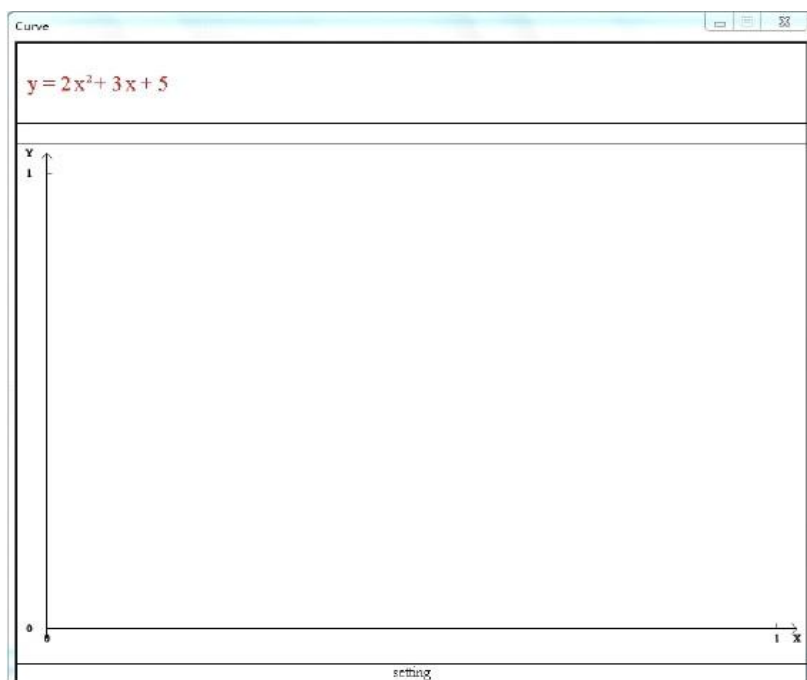 Curve
y = 2x² + 3x + 5
Y
1
0
0
1 X
setting